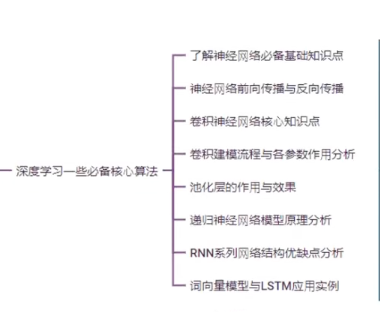 了解神经网络必备基础知识点
神经网络前向传播与反向传播
卷积神经网络核心知识点
卷积建模流程与各参数作用分析
深度学习一些必备核心算法
池化层的作用与效果
递归神经网络模型原理分析
RNN系列网络结构优缺点分析
词向量模型与LSTM应用实例